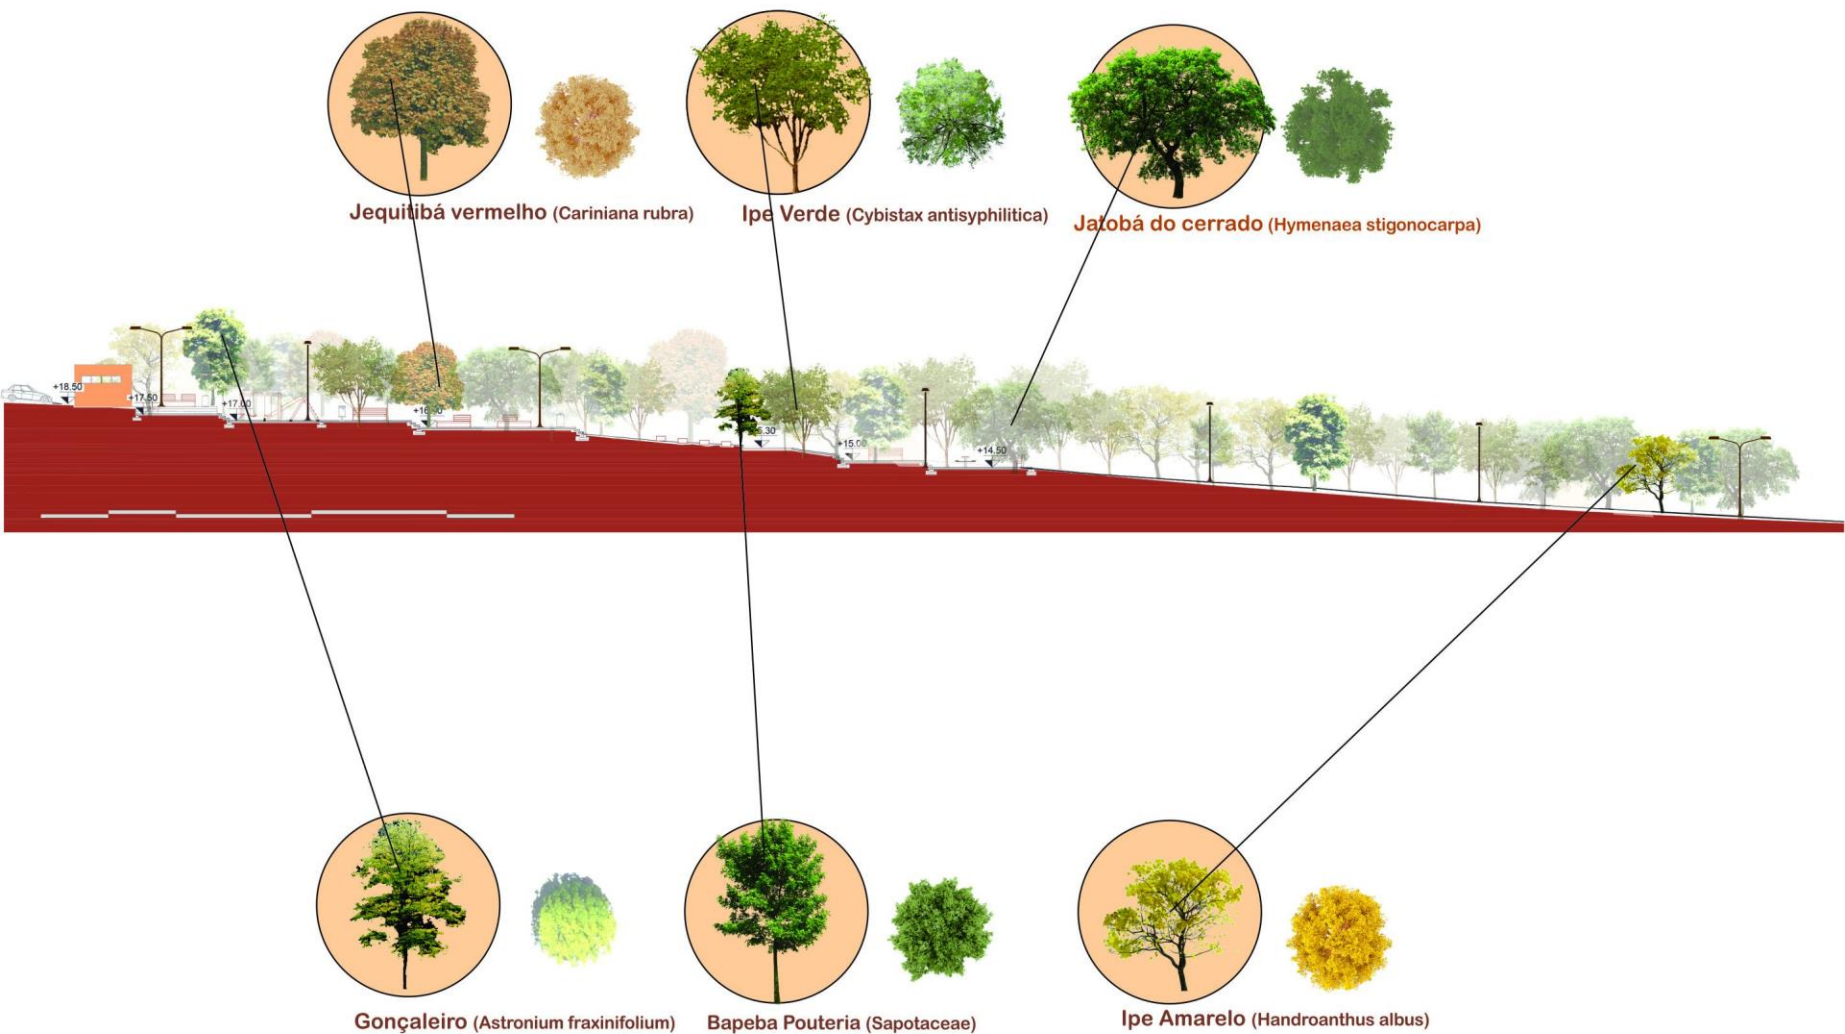 Jequitibá vermelho (Cariniana rubra)
Ipe Verde (Cybistax antisyphilitica)
Jatobá do cerrado (Hymenaea stigonocarpa)
+18.50
+17.50
+17.00
+15.00
+14.50
Gonçaleiro (Astronium fraxinifolium)
Bapeba Pouteria (Sapotaceae)
Ipe Amarelo (Handroanthus albus)